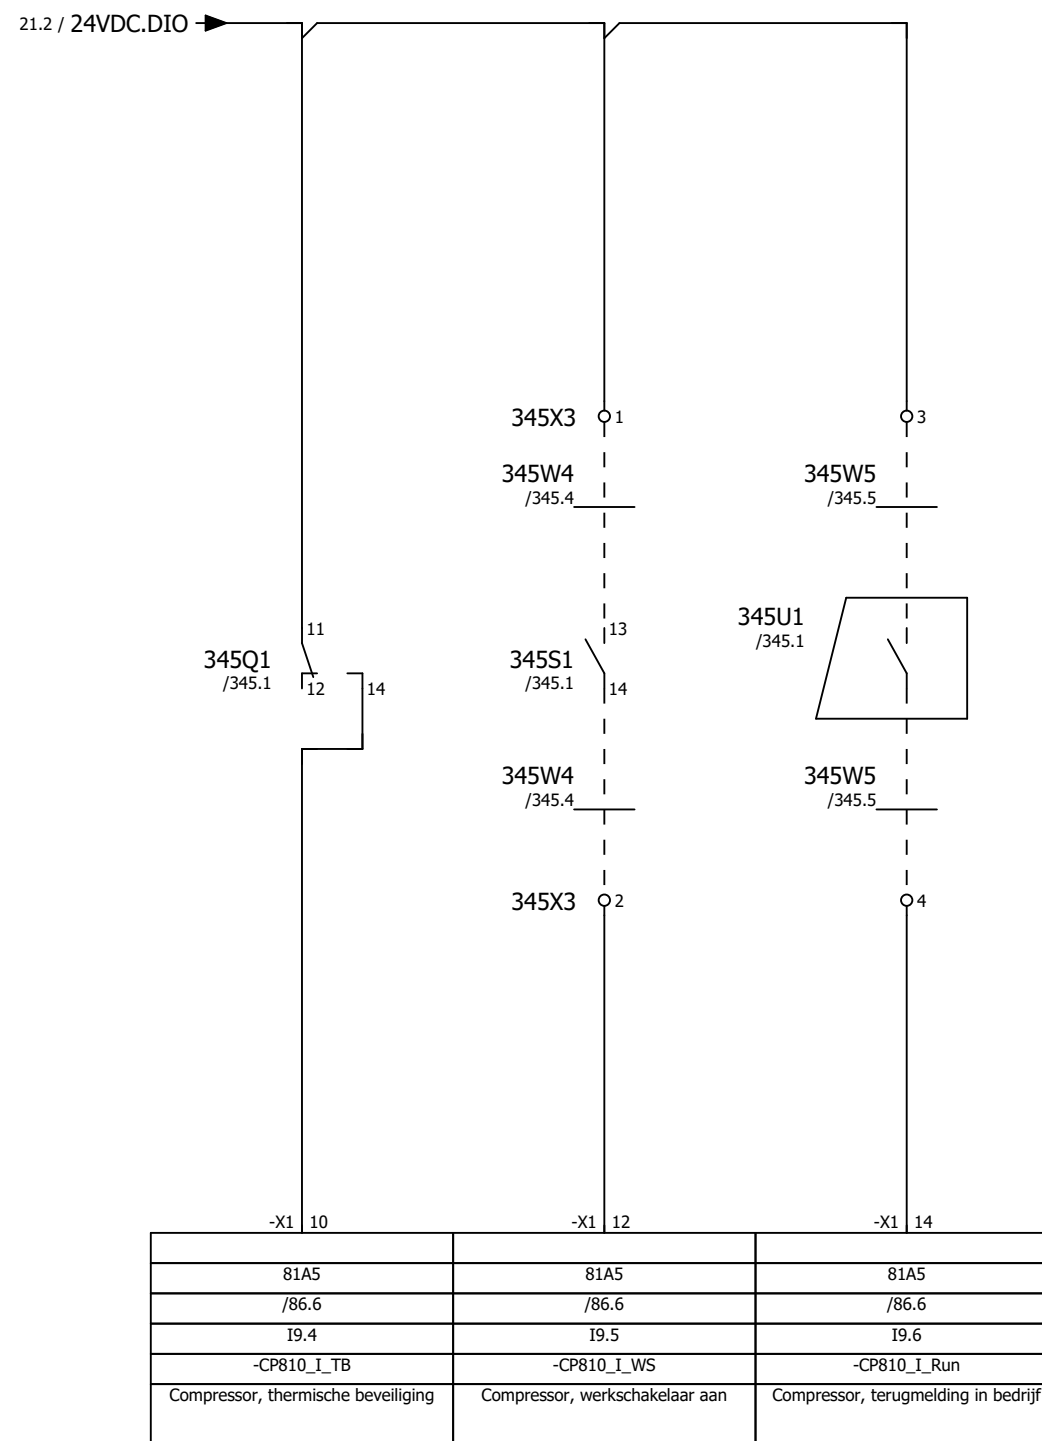 21.2 / 24VDC.DIO
345X3 1 3
345W4 345W5
/345.4 /345.5
11 13 345U1
/345.1
345Q1 345S1
/345.1 /345.1
12 14 14
345W4 345W5
/345.4 /345.5
345X3 2 4
-X1 10 -X1 12 -X1 14
81A5 81A5 81A5
/86.6 /86.6 /86.6
I9.4 I9.5 I9.6
-CP810_I_TB -CP810_I_WS -CP810_I_Run
Compressor, thermische beveiliging Compressor, werkschakelaar aan Compressor, terugmelding in bedrijf